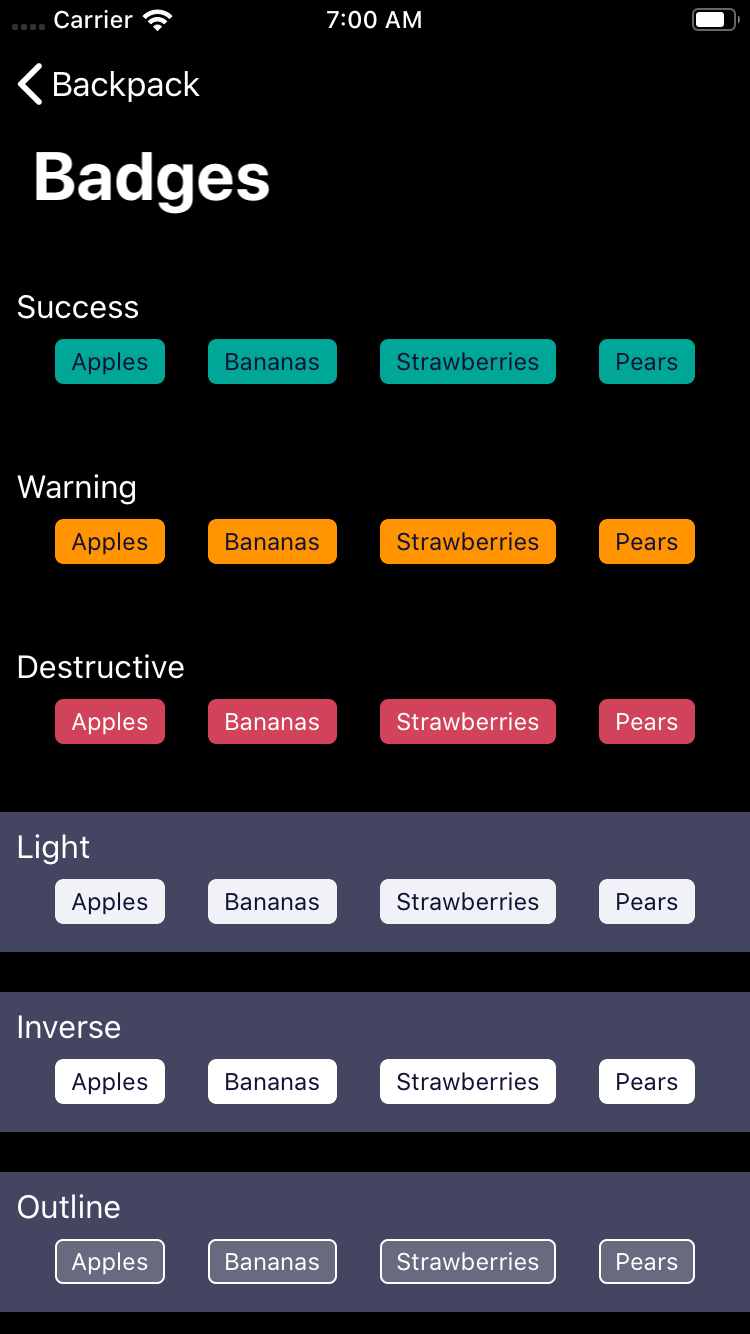 Carrier 7:00 AM
Backpack
Badges
Success
Apples Bananas Strawberries Pears
Warning
Apples Bananas Strawberries Pears
Destructive
Apples Bananas Strawberries Pears
Light
Apples Bananas Strawberries Pears
Inverse
Apples Bananas Strawberries Pears
Outline
Apples Bananas Strawberries Pears